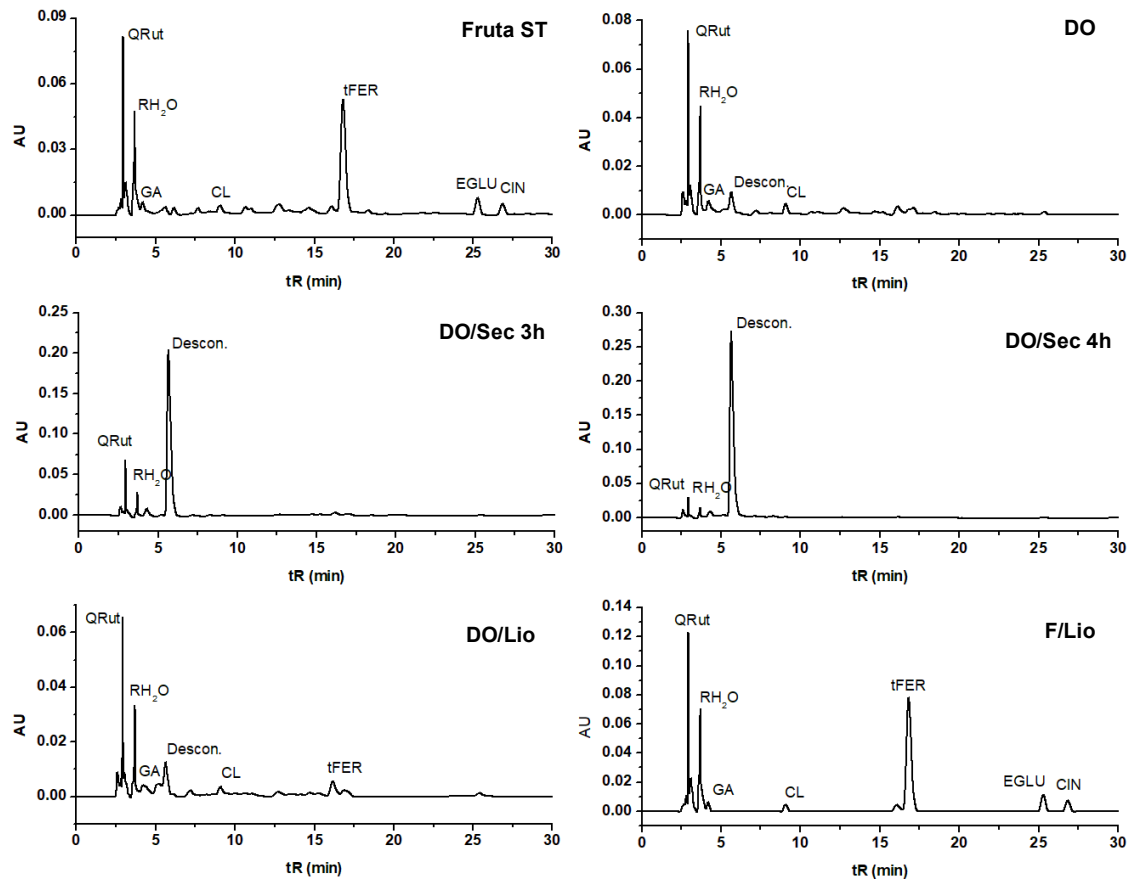 Fruta ST
0.09
0.06
0.03
0.00
AU
QRut
RH₂O
GA
CL
tFER
EGLU
CIN
0 5 10 15 20 25 30
tR (min)
DO
0.08
0.06
0.04
0.02
0.00
AU
QRut
RH₂O
GA
Descon.
CL
0 5 10 15 20 25 30
tR (min)
DO/Sec 3h
0.25
0.20
0.15
0.10
0.05
0.00
AU
QRut
RH₂O
Descon.
0 5 10 15 20 25 30
tR (min)
DO/Sec 4h
0.30
0.25
0.20
0.15
0.10
0.05
0.00
AU
QRut
RH₂O
Descon.
0 5 10 15 20 25 30
tR (min)
DO/Lio
0.06
0.04
0.02
0.00
AU
QRut
RH₂O
GA
Descon.
CL
tFER
0 5 10 15 20 25 30
tR (min)
F/Lio
0.14
0.12
0.10
0.08
0.06
0.04
0.02
0.00
AU
QRut
RH₂O
GA
CL
tFER
EGLU
CIN
0 5 10 15 20 25 30
tR (min)